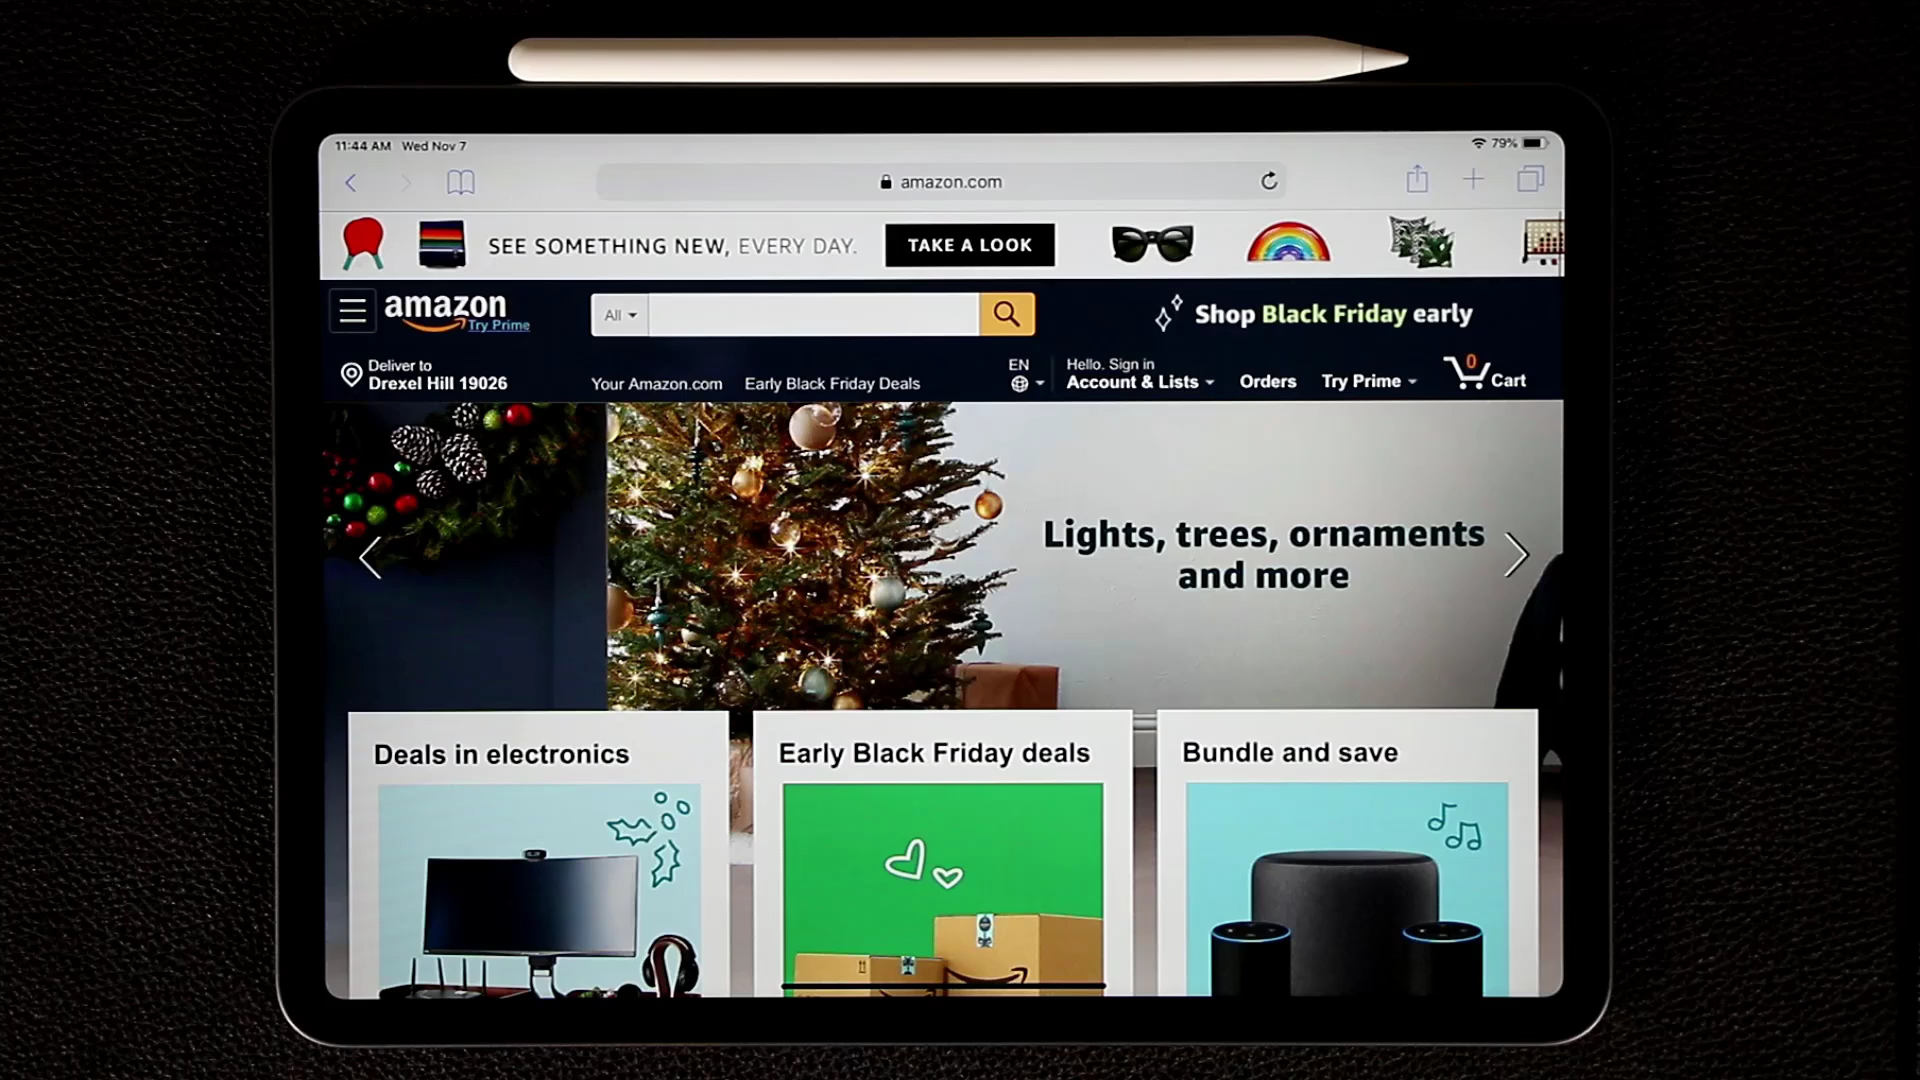 11:44 AM Wed Nov 7
79%
amazon.com
SEE SOMETHING NEW, EVERY DAY.
TAKE A LOOK
amazon
Try Prime
All
Shop Black Friday early
Deliver to
Drexel Hill 19026
Your Amazon.com
Early Black Friday Deals
EN
Hello. Sign in
Account & Lists
Orders
Try Prime
0
Cart
Lights, trees, ornaments
and more
Deals in electronics
Early Black Friday deals
Bundle and save